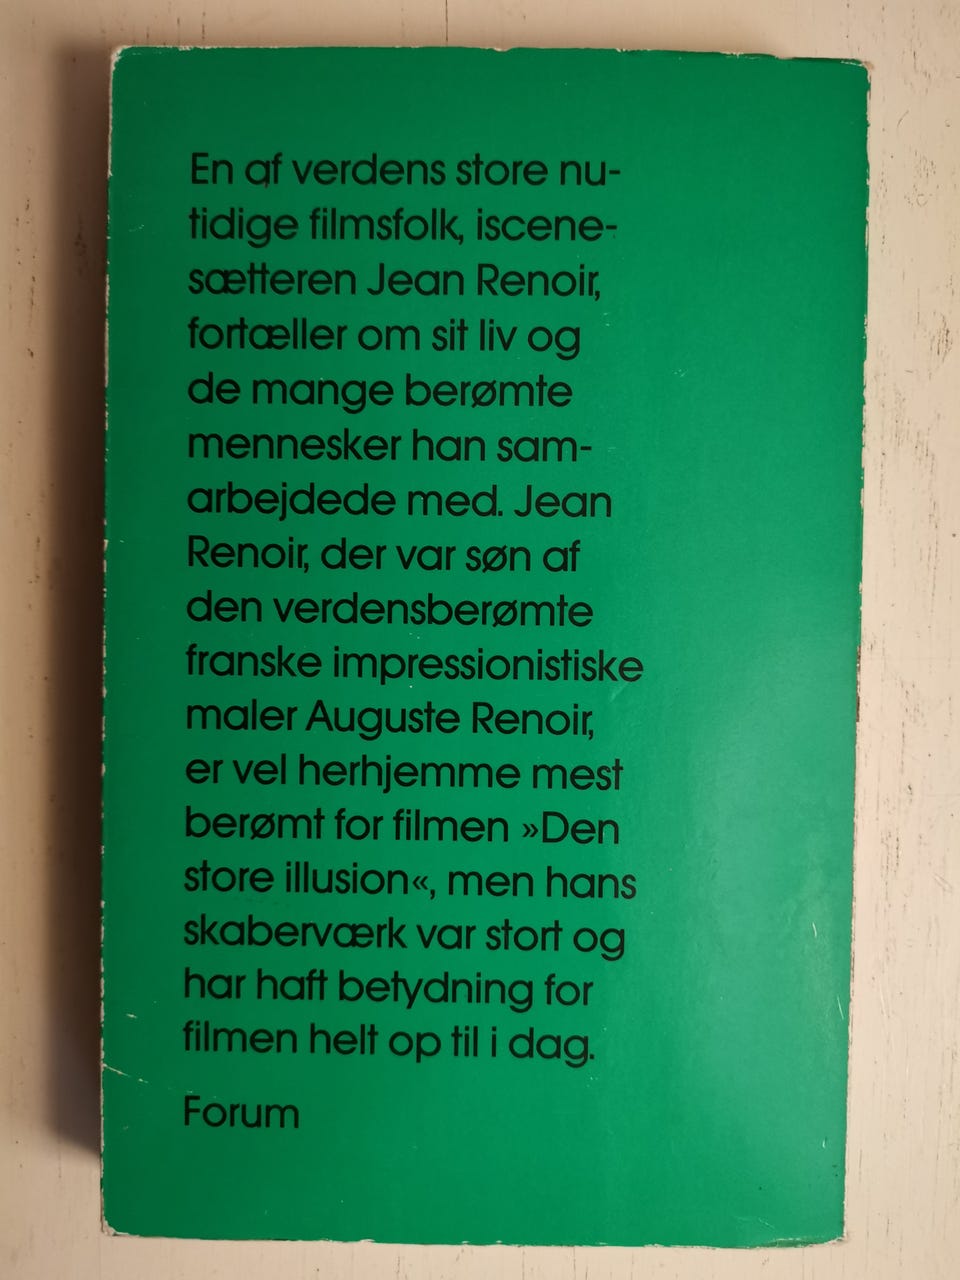 En af verdens store nu-
tidige filmsfolk, iscene-
sætteren Jean Renoir,
fortæller om sit liv og
de mange berømte
mennesker han sam-
arbejdede med. Jean
Renoir, der var søn af
den verdensberømte
franske impressionistiske
maler Auguste Renoir,
er vel herhjemme mest
berømt for filmen »Den
store illusion«, men hans
skaberværk var stort og
har haft betydning for
filmen helt op til i dag.
Forum